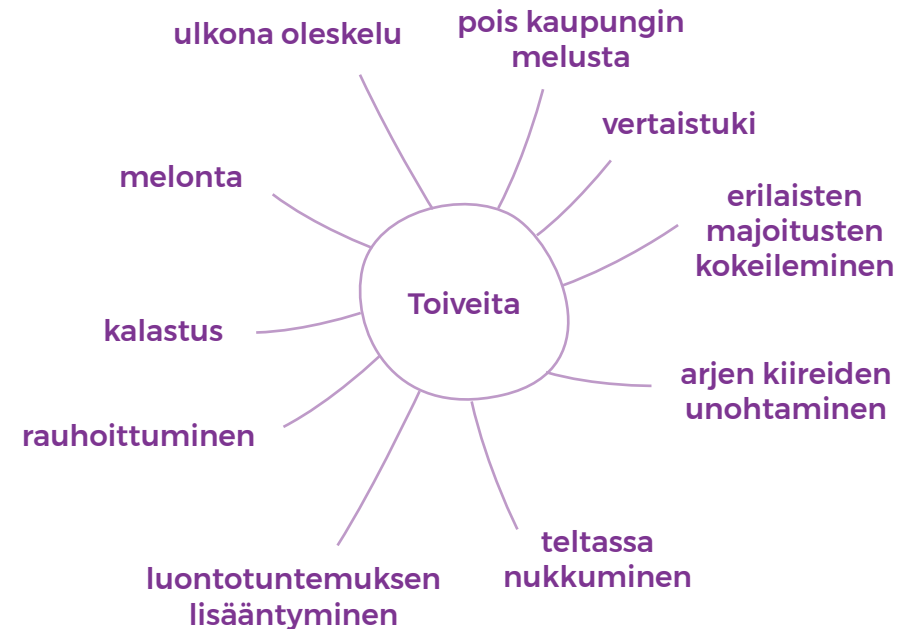 ulkona oleskelu
pois kaupungin
melusta
vertaistuki
melonta
erilaisten
majoitusten
kokeileminen
Toiveita
kalastus
arjen kiireiden
unohtaminen
rauhoittuminen
teltassa
nukkuminen
luontotuntemuksen
lisääntyminen